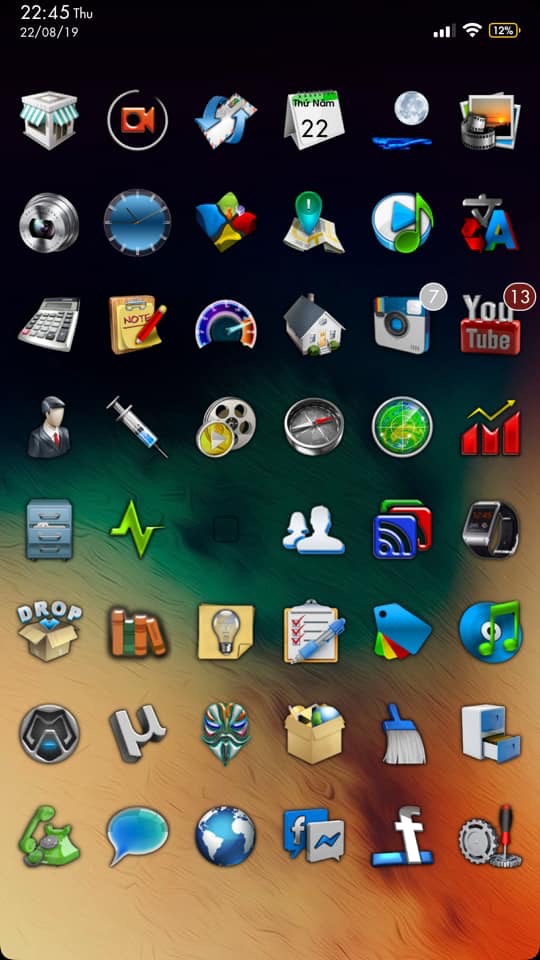 22:45 Thu
22/08/19
12%
Thứ Năm
22
A
NOTE
7
13
You
Tube
DROP
µ
f
f